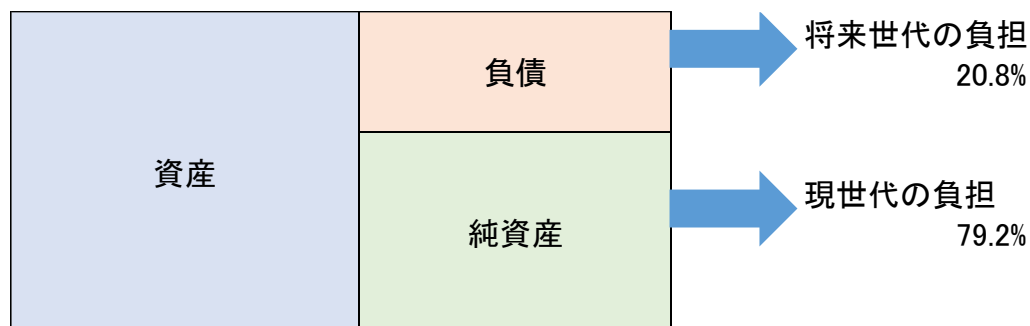 資産
負債
純資産
将来世代の負担
20.8%
現世代の負担
79.2%